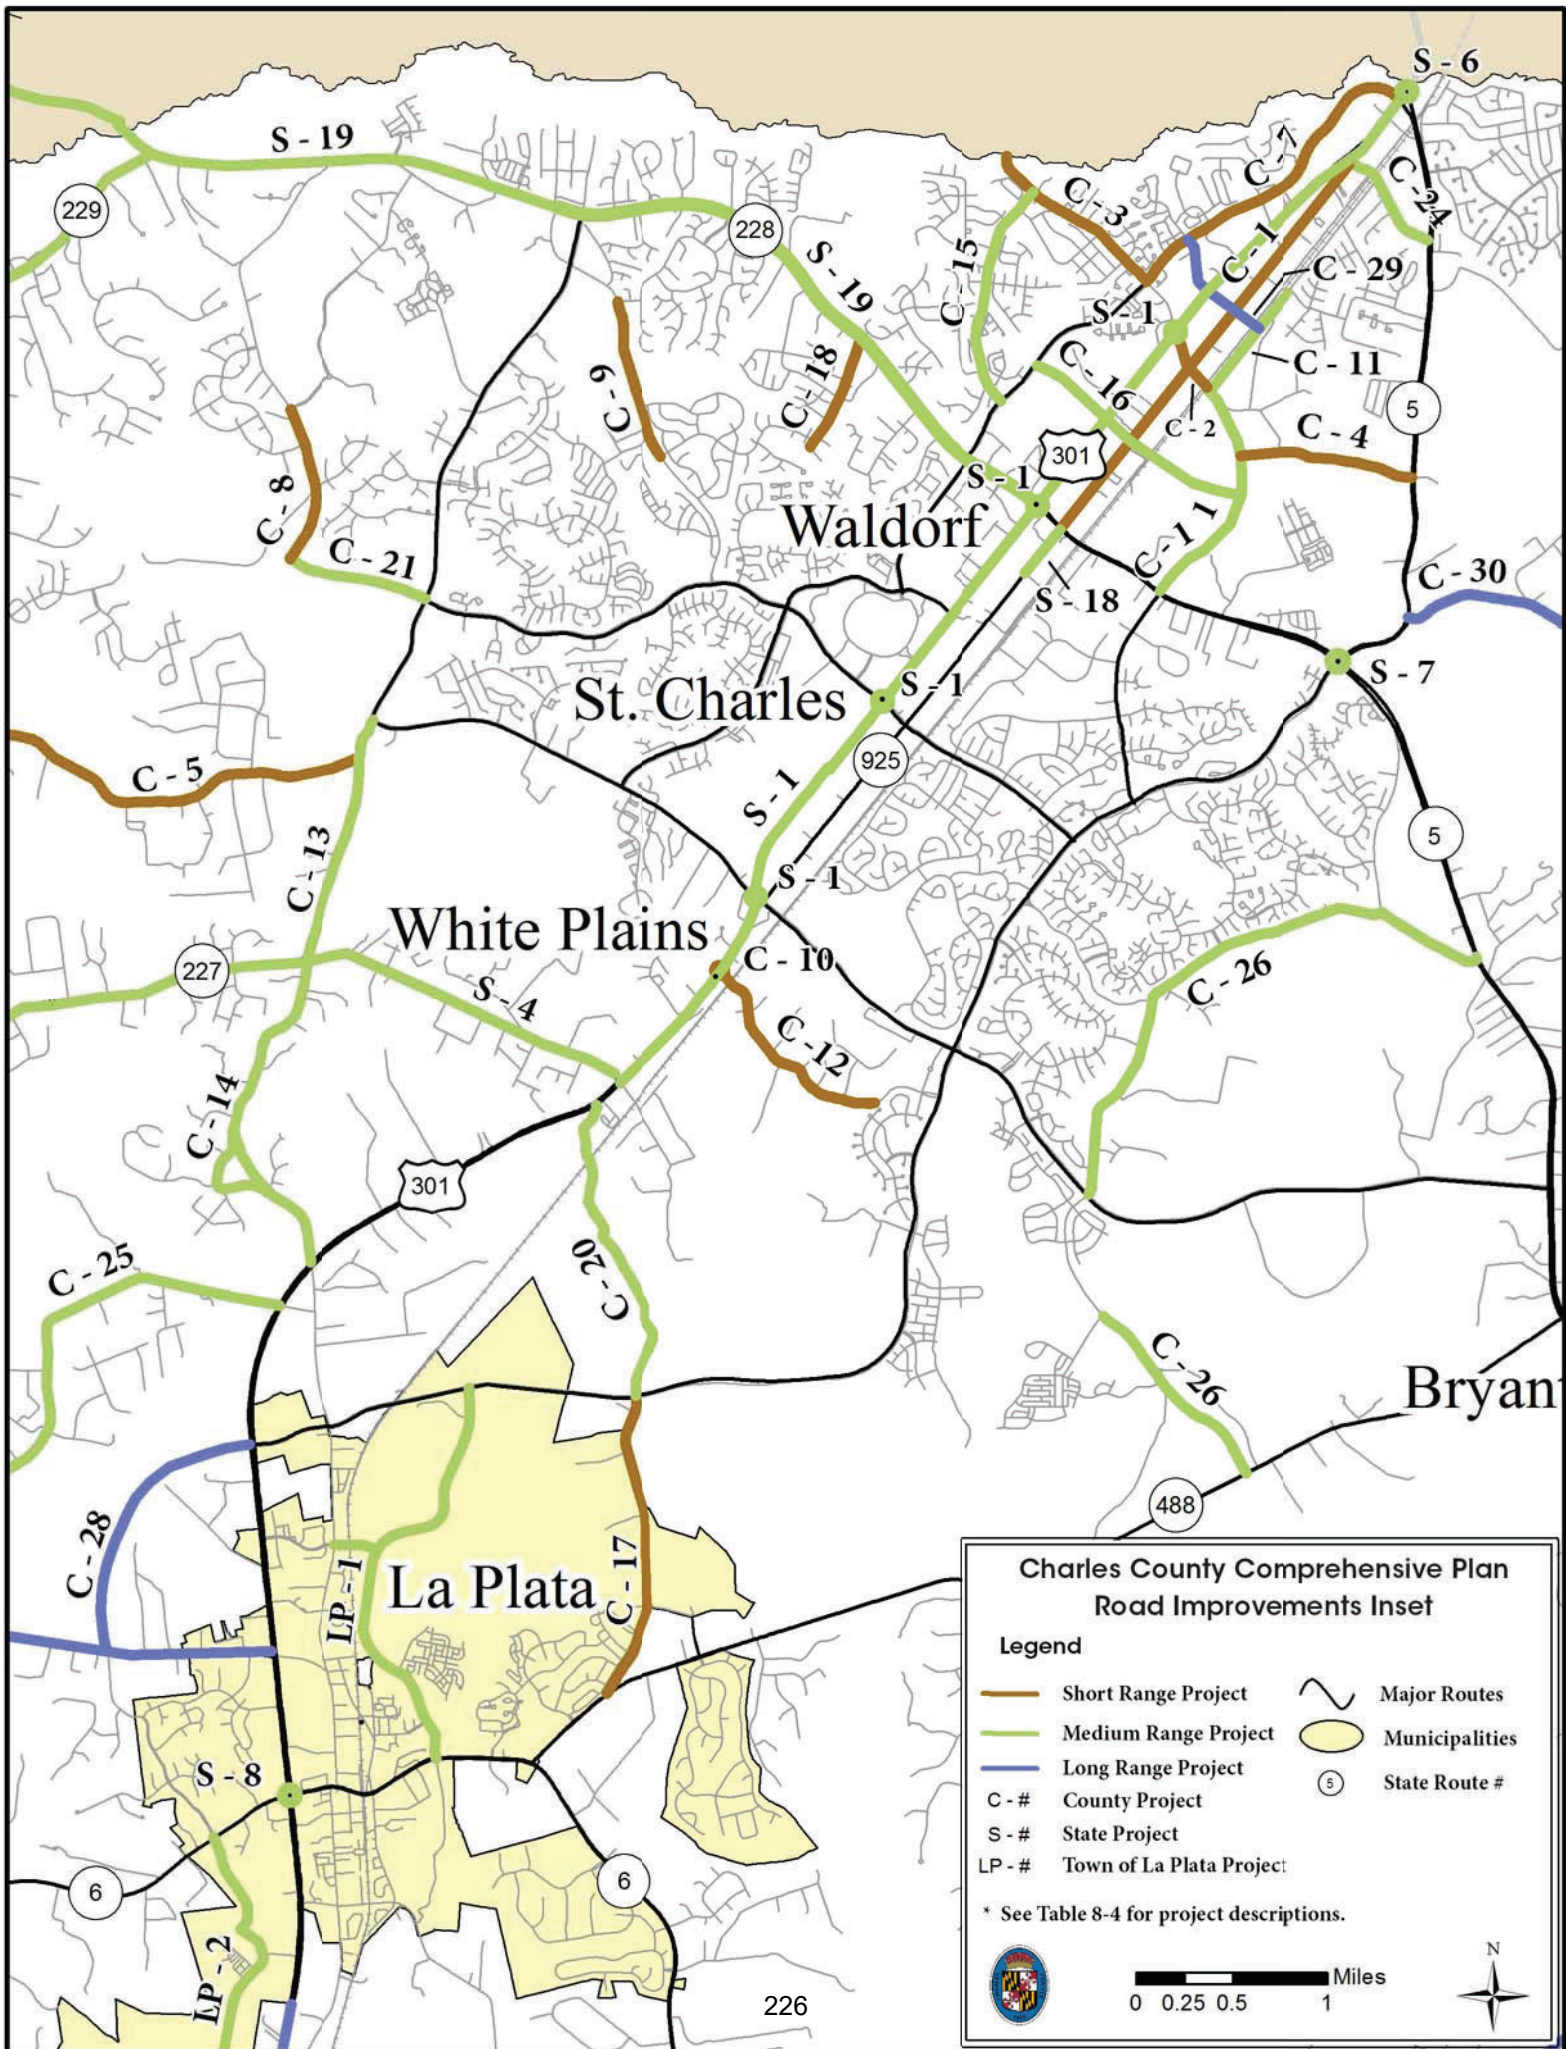 S - 6
S - 19
C - 7
C - 24
229
C - 3
228
C - 1
C - 15
S - 19
C - 29
S - 1
C - 11
C - 16
C - 9
C - 18
5
C - 2
C - 4
301
S - 1
C - 8
Waldorf
C - 21
C - 1 1
C - 30
S - 18
S - 7
St. Charles
S - 1
925
C - 5
S - 1
5
C - 13
S - 1
White Plains
C - 10
227
C - 26
S - 4
C - 12
C - 14
301
C - 20
C - 25
C - 26
Bryan
488
C - 28
C - 17
LP - 1
La Plata
S - 8
6
6
LP - 2
Charles County Comprehensive Plan
Road Improvements Inset
Legend
Short Range Project
Major Routes
Medium Range Project
Municipalities
Long Range Project
5 State Route #
C - # County Project
S - # State Project
LP - # Town of La Plata Project
* See Table 8-4 for project descriptions.
N
Miles
0 0.25 0.5 1
226